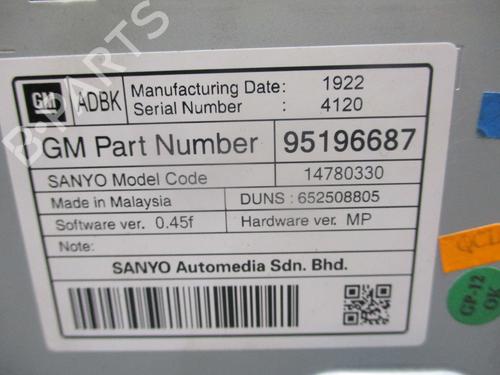 B-PARTS
GM ADBK Manufacturing Date: 1922
Serial Number : 4120
GM Part Number 95196687
SANYO Model Code 14780330
Made in Malaysia DUNS : 652508805
Software ver. 0.45f Hardware ver. MP
Note:
SANYO Automedia Sdn. Bhd.
GP-12
OK